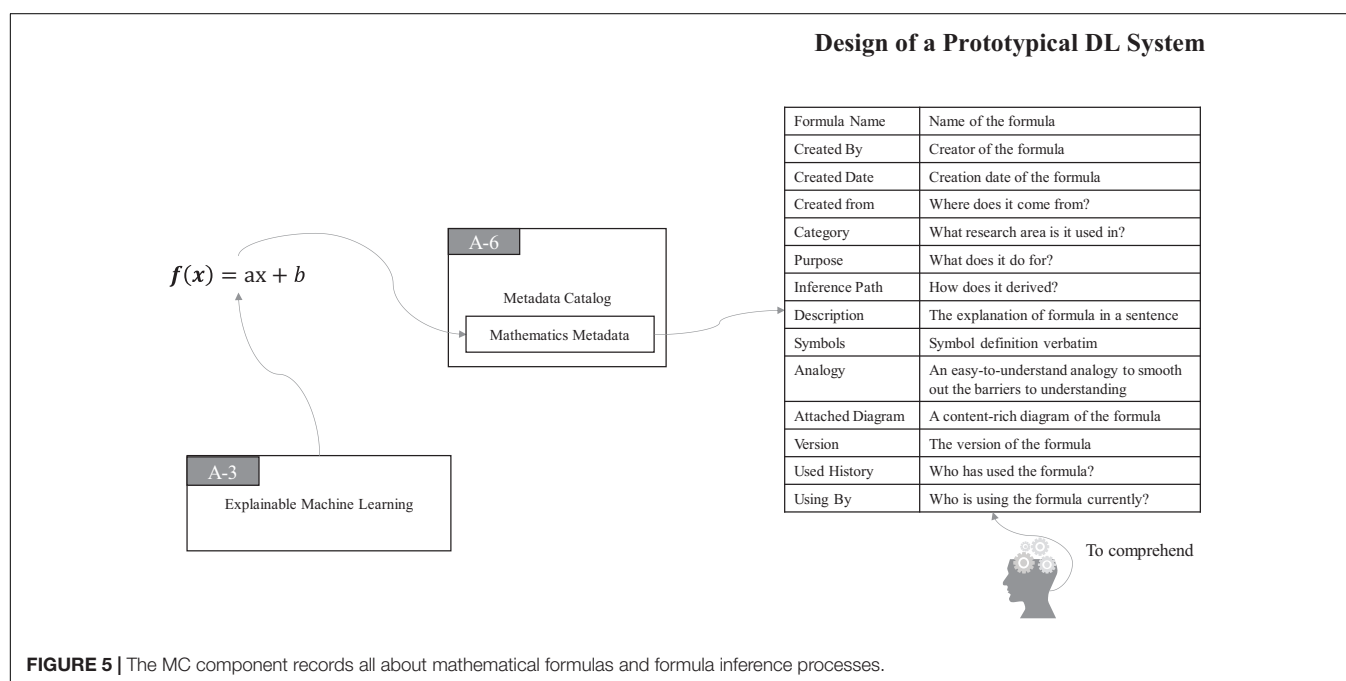 Design of a Prototypical DL System
Formula Name Name of the formula
Created By Creator of the formula
Created Date Creation date of the formula
Created from Where does it come from?
Category What research area is it used in?
Purpose What does it do for?
Inference Path How does it derived?
Description The explanation of formula in a sentence
Symbols Symbol definition verbatim
Analogy An easy-to-understand analogy to smooth
out the barriers to understanding
Attached Diagram A content-rich diagram of the formula
Version The version of the formula
Used History Who has used the formula?
Using By Who is using the formula currently?
A-6
Metadata Catalog
Mathematics Metadata
f(x) = ax + b
A-3
Explainable Machine Learning
To comprehend
FIGURE 5 | The MC component records all about mathematical formulas and formula inference processes.